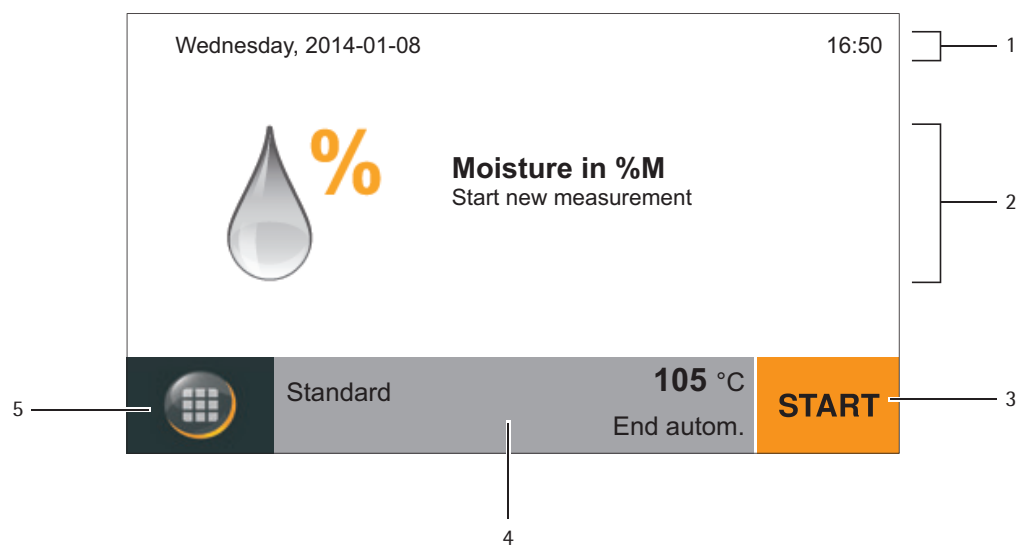 Wednesday, 2014-01-08 16:50 1
%
Moisture in %M
Start new measurement
2
Standard 105 °C
End autom.
START
3
5
4